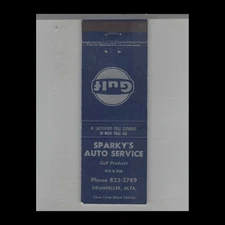 Gulf
SPARKY'S
AUTO SERVICE
Gulf Products
Phone 823-2789
DRUMHELLER, ALTA.